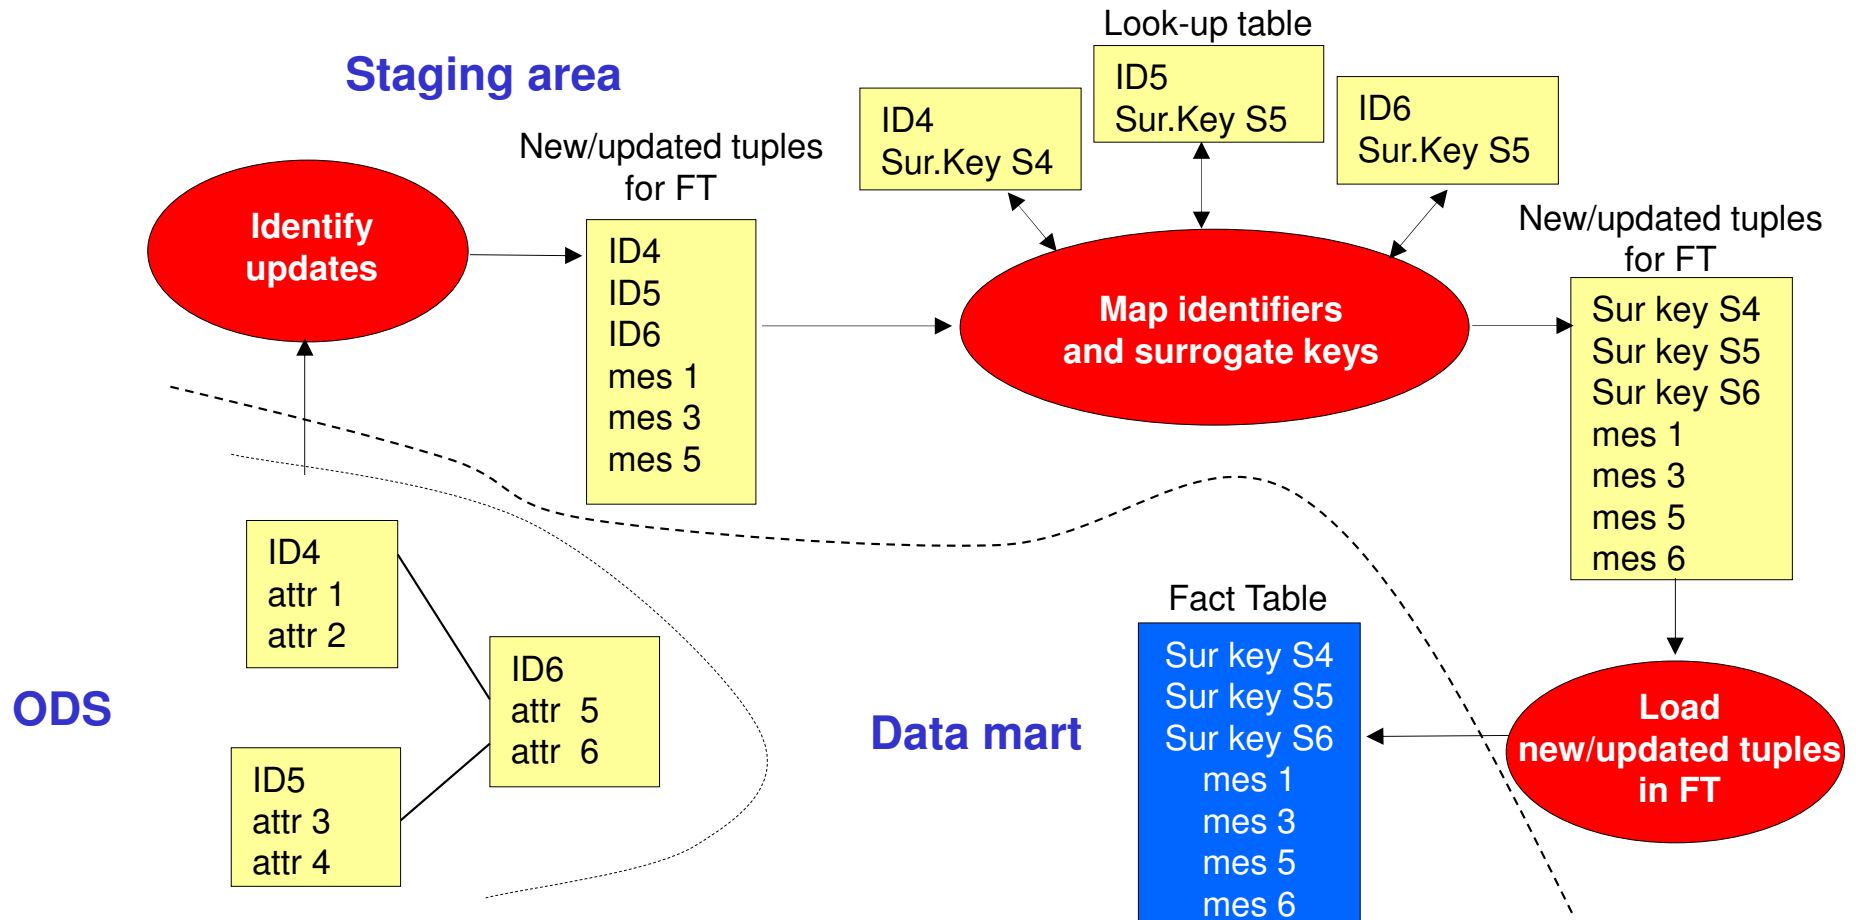 Staging area
Look-up table
ID4
Sur.Key S4
ID5
Sur.Key S5
ID6
Sur.Key S5
Identify
updates
New/updated tuples
for FT
ID4
ID5
ID6
mes 1
mes 3
mes 5
Map identifiers
and surrogate keys
New/updated tuples
for FT
Sur key S4
Sur key S5
Sur key S6
mes 1
mes 3
mes 5
mes 6
ODS
ID4
attr 1
attr 2
ID6
attr 5
attr 6
ID5
attr 3
attr 4
Data mart
Fact Table
Sur key S4
Sur key S5
Sur key S6
mes 1
mes 3
mes 5
mes 6
Load
new/updated tuples
in FT